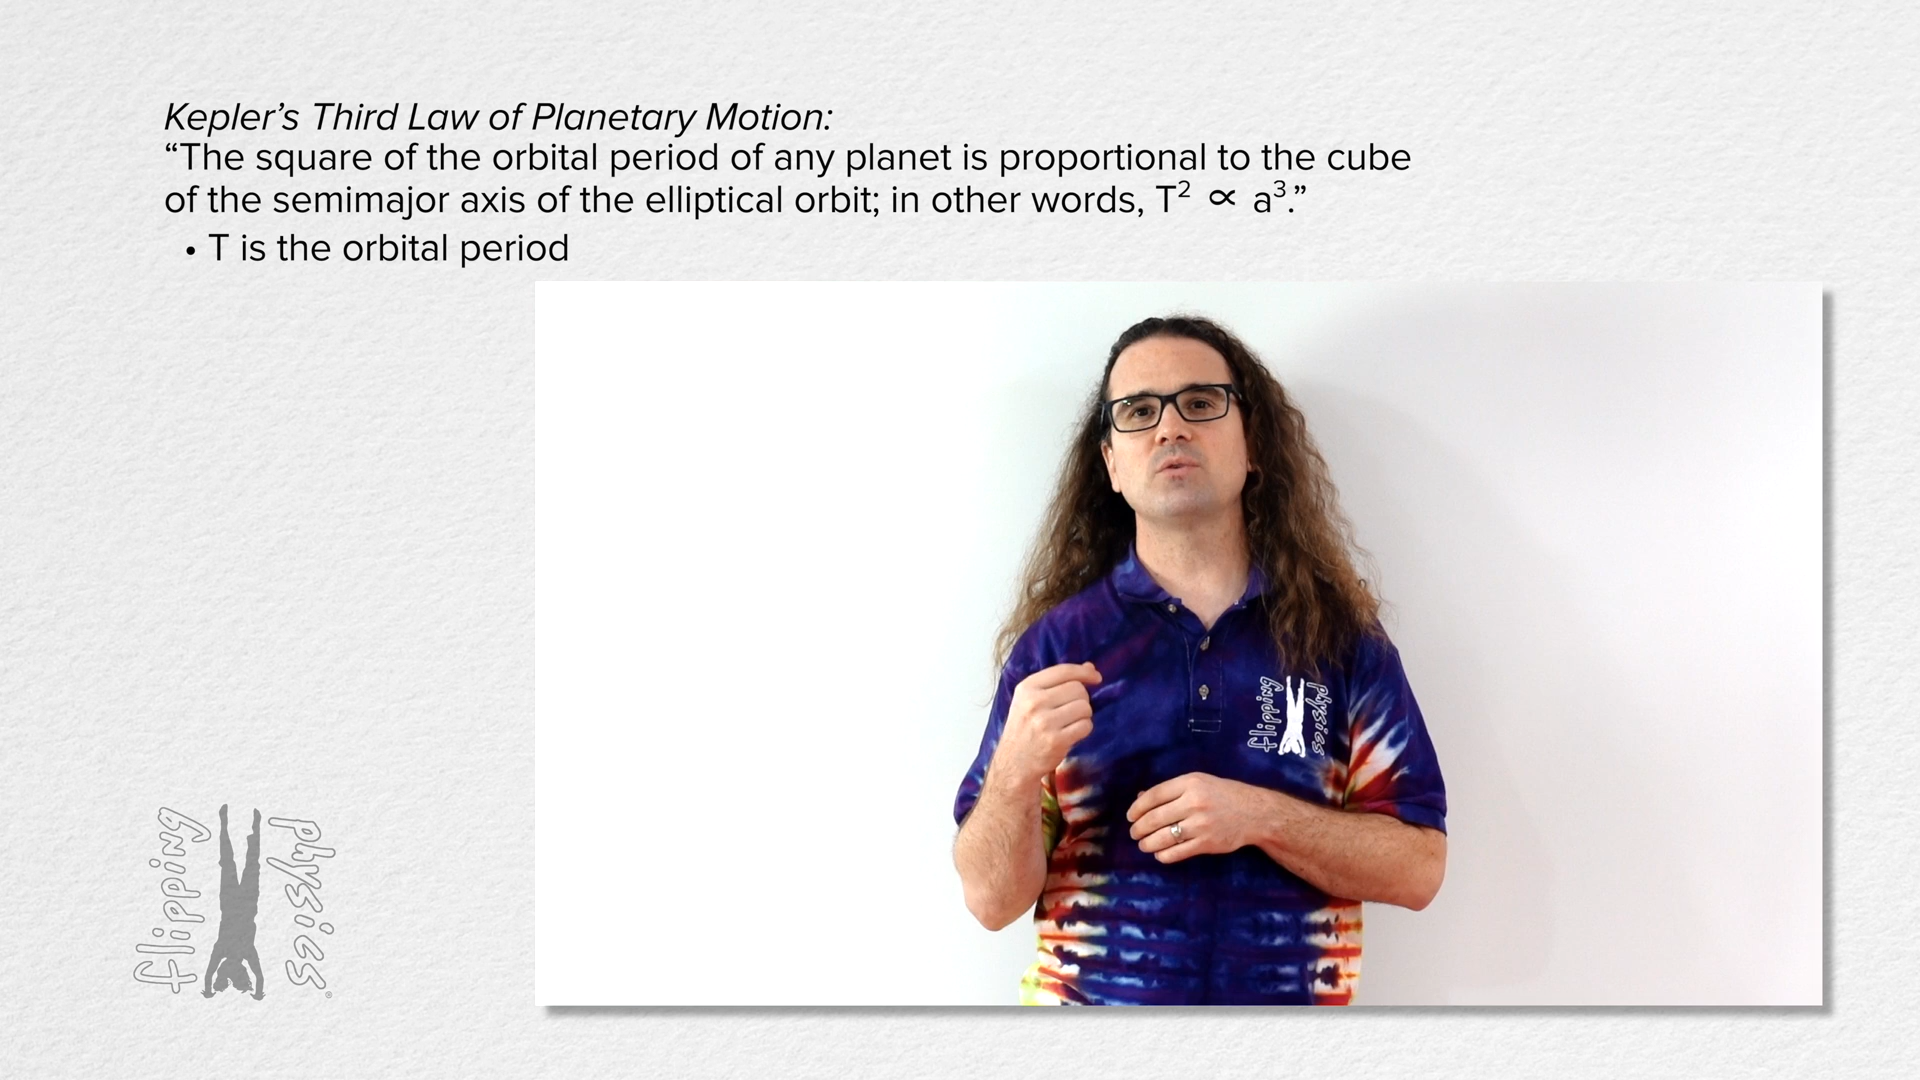 Kepler’s Third Law of Planetary Motion:
“The square of the orbital period of any planet is proportional to the cube
of the semimajor axis of the elliptical orbit; in other words, T² ∝ a³.”
• T is the orbital period
flipping
physics
flipping
physics®